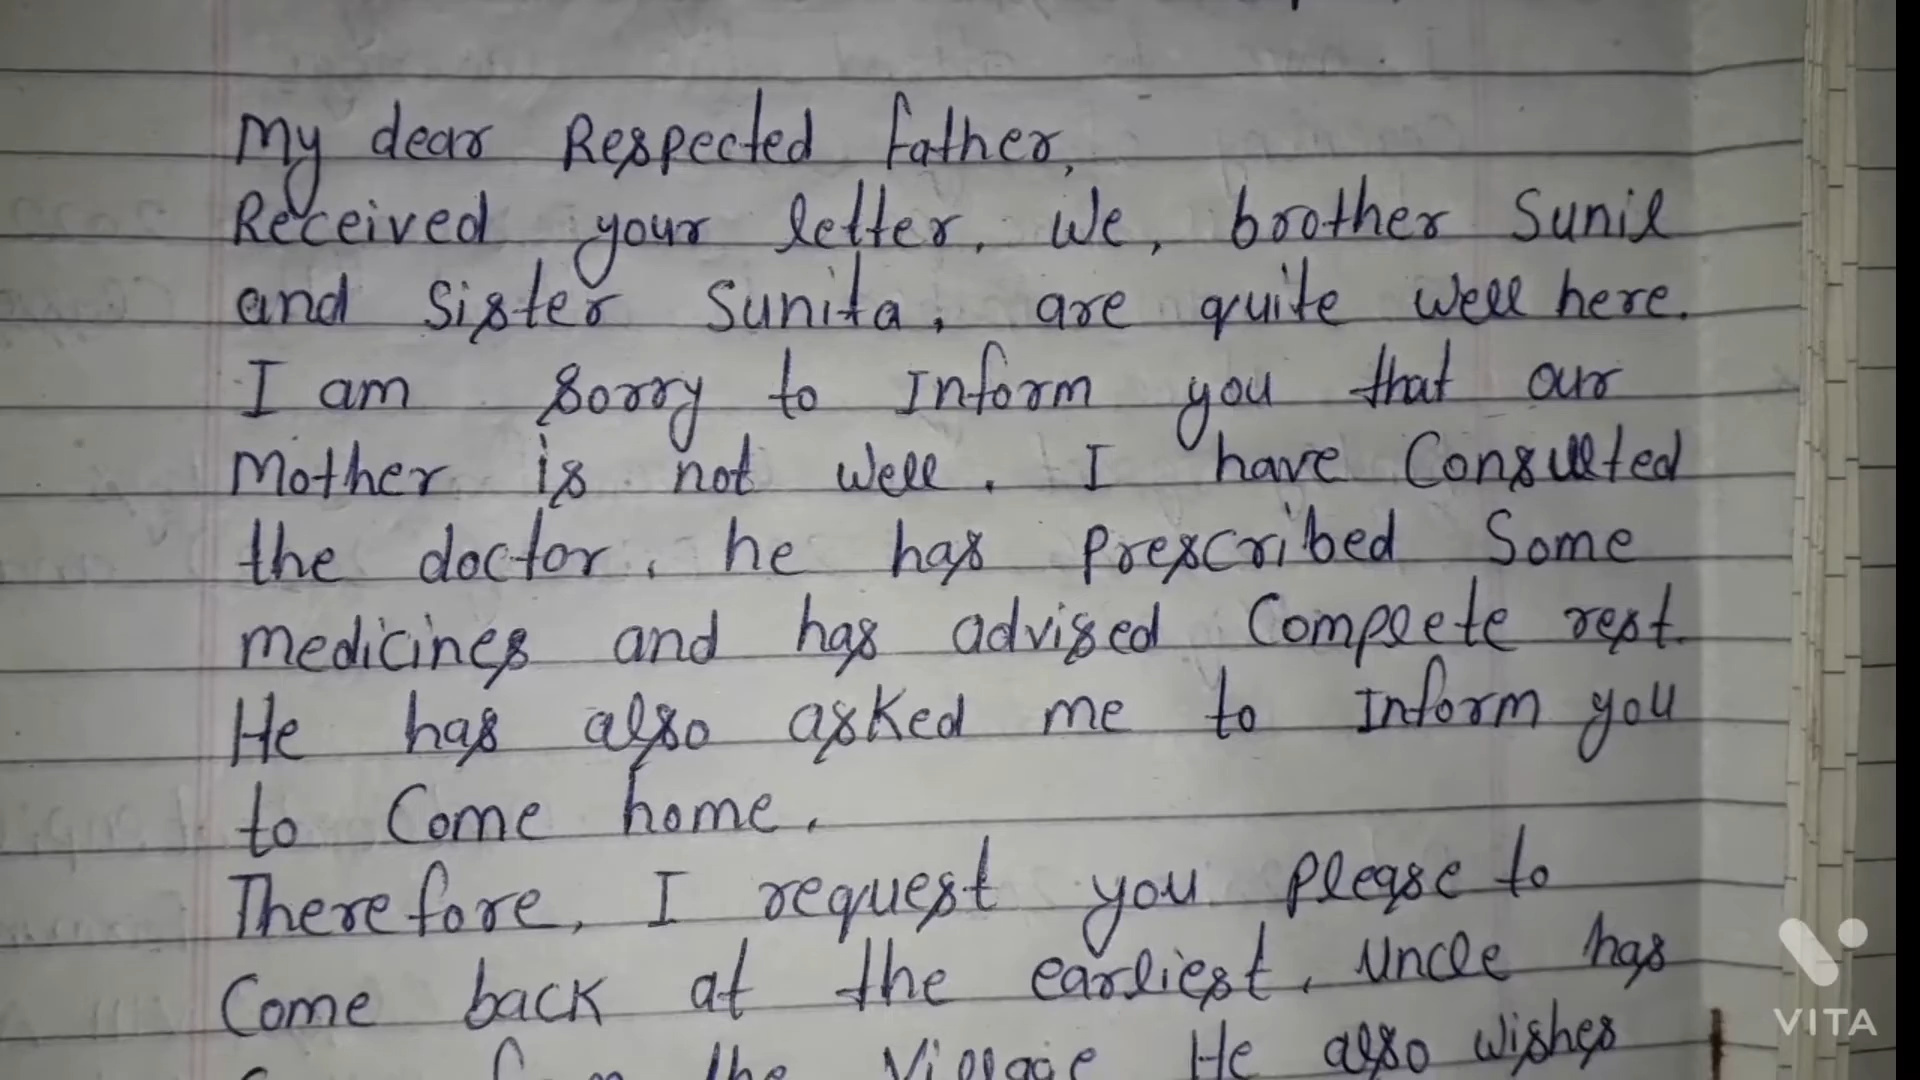 My dear Respected Father,
Received your letter. We, brother Sunil
and Sister Sunita, are quite well here.
I am sorry to Inform you that our
Mother is not well. I have Consulted
the doctor. he has Prescribed Some
medicines and has advised Complete rest.
He has also asked me to Inform you
to Come home.
Therefore, I request you Please to
Come back at the earliest. Uncle has
the Village He also wishes
VITA